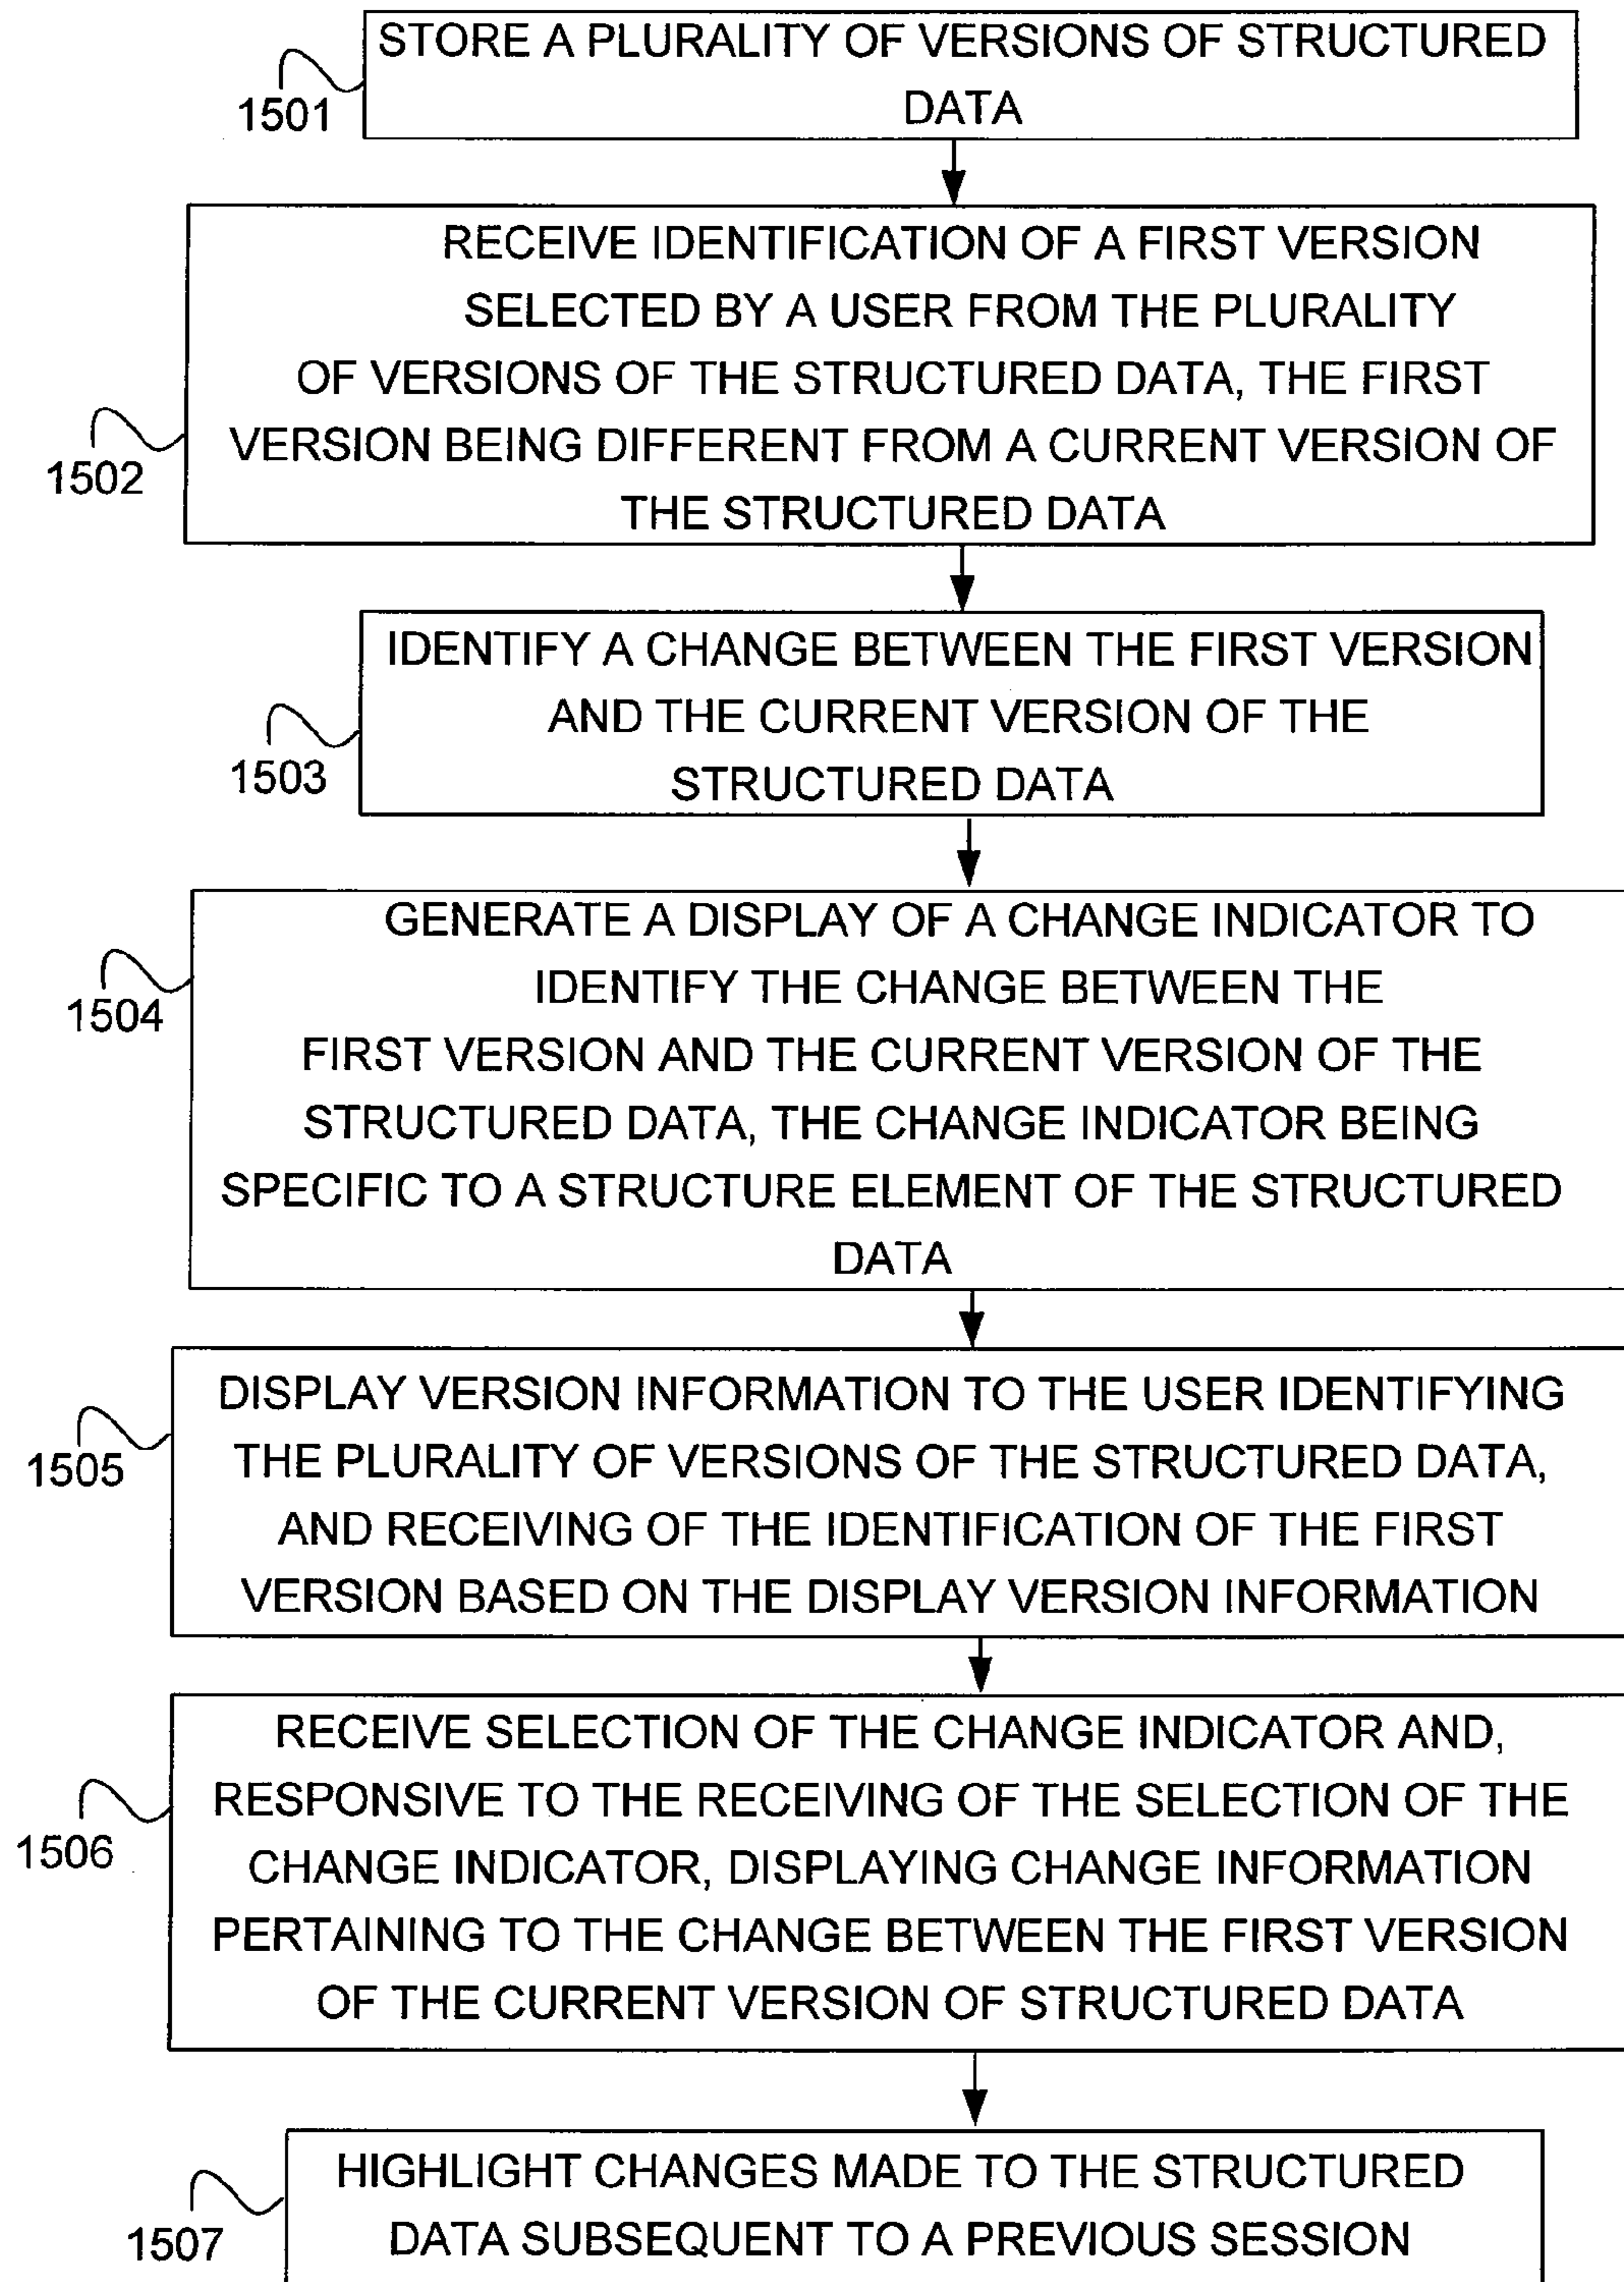 STORE A PLURALITY OF VERSIONS OF STRUCTURED
DATA
1501
RECEIVE IDENTIFICATION OF A FIRST VERSION
SELECTED BY A USER FROM THE PLURALITY
OF VERSIONS OF THE STRUCTURED DATA, THE FIRST
VERSION BEING DIFFERENT FROM A CURRENT VERSION OF
THE STRUCTURED DATA
1502
IDENTIFY A CHANGE BETWEEN THE FIRST VERSION
AND THE CURRENT VERSION OF THE
STRUCTURED DATA
1503
GENERATE A DISPLAY OF A CHANGE INDICATOR TO
IDENTIFY THE CHANGE BETWEEN THE
FIRST VERSION AND THE CURRENT VERSION OF THE
STRUCTURED DATA, THE CHANGE INDICATOR BEING
SPECIFIC TO A STRUCTURE ELEMENT OF THE STRUCTURED
DATA
1504
DISPLAY VERSION INFORMATION TO THE USER IDENTIFYING
THE PLURALITY OF VERSIONS OF THE STRUCTURED DATA,
AND RECEIVING OF THE IDENTIFICATION OF THE FIRST
VERSION BASED ON THE DISPLAY VERSION INFORMATION
1505
RECEIVE SELECTION OF THE CHANGE INDICATOR AND,
RESPONSIVE TO THE RECEIVING OF THE SELECTION OF THE
CHANGE INDICATOR, DISPLAYING CHANGE INFORMATION
PERTAINING TO THE CHANGE BETWEEN THE FIRST VERSION
OF THE CURRENT VERSION OF STRUCTURED DATA
1506
HIGHLIGHT CHANGES MADE TO THE STRUCTURED
DATA SUBSEQUENT TO A PREVIOUS SESSION
1507